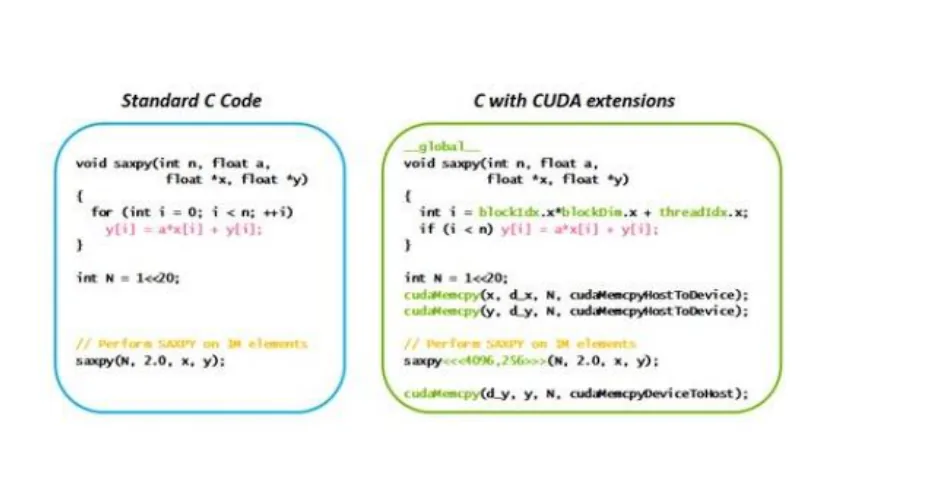 Standard C Code
void saxpy(int n, float a,
float *x, float *y)
{
for (int i = 0; i < n; ++i)
y[i] = a*x[i] + y[i];
}
int N = 1<<20;
// Perform SAXPY on 1M elements
saxpy(N, 2.0, x, y);
C with CUDA extensions
__global__
void saxpy(int n, float a,
float *x, float *y)
{
int i = blockIdx.x*blockDim.x + threadIdx.x;
if (i < n) y[i] = a*x[i] + y[i];
}
int N = 1<<20;
cudaMemcpy(x, d_x, N, cudaMemcpyHostToDevice);
cudaMemcpy(y, d_y, N, cudaMemcpyHostToDevice);
// Perform SAXPY on 1M elements
saxpy<<<4096,256>>>(N, 2.0, x, y);
cudaMemcpy(d_y, y, N, cudaMemcpyDeviceToHost);